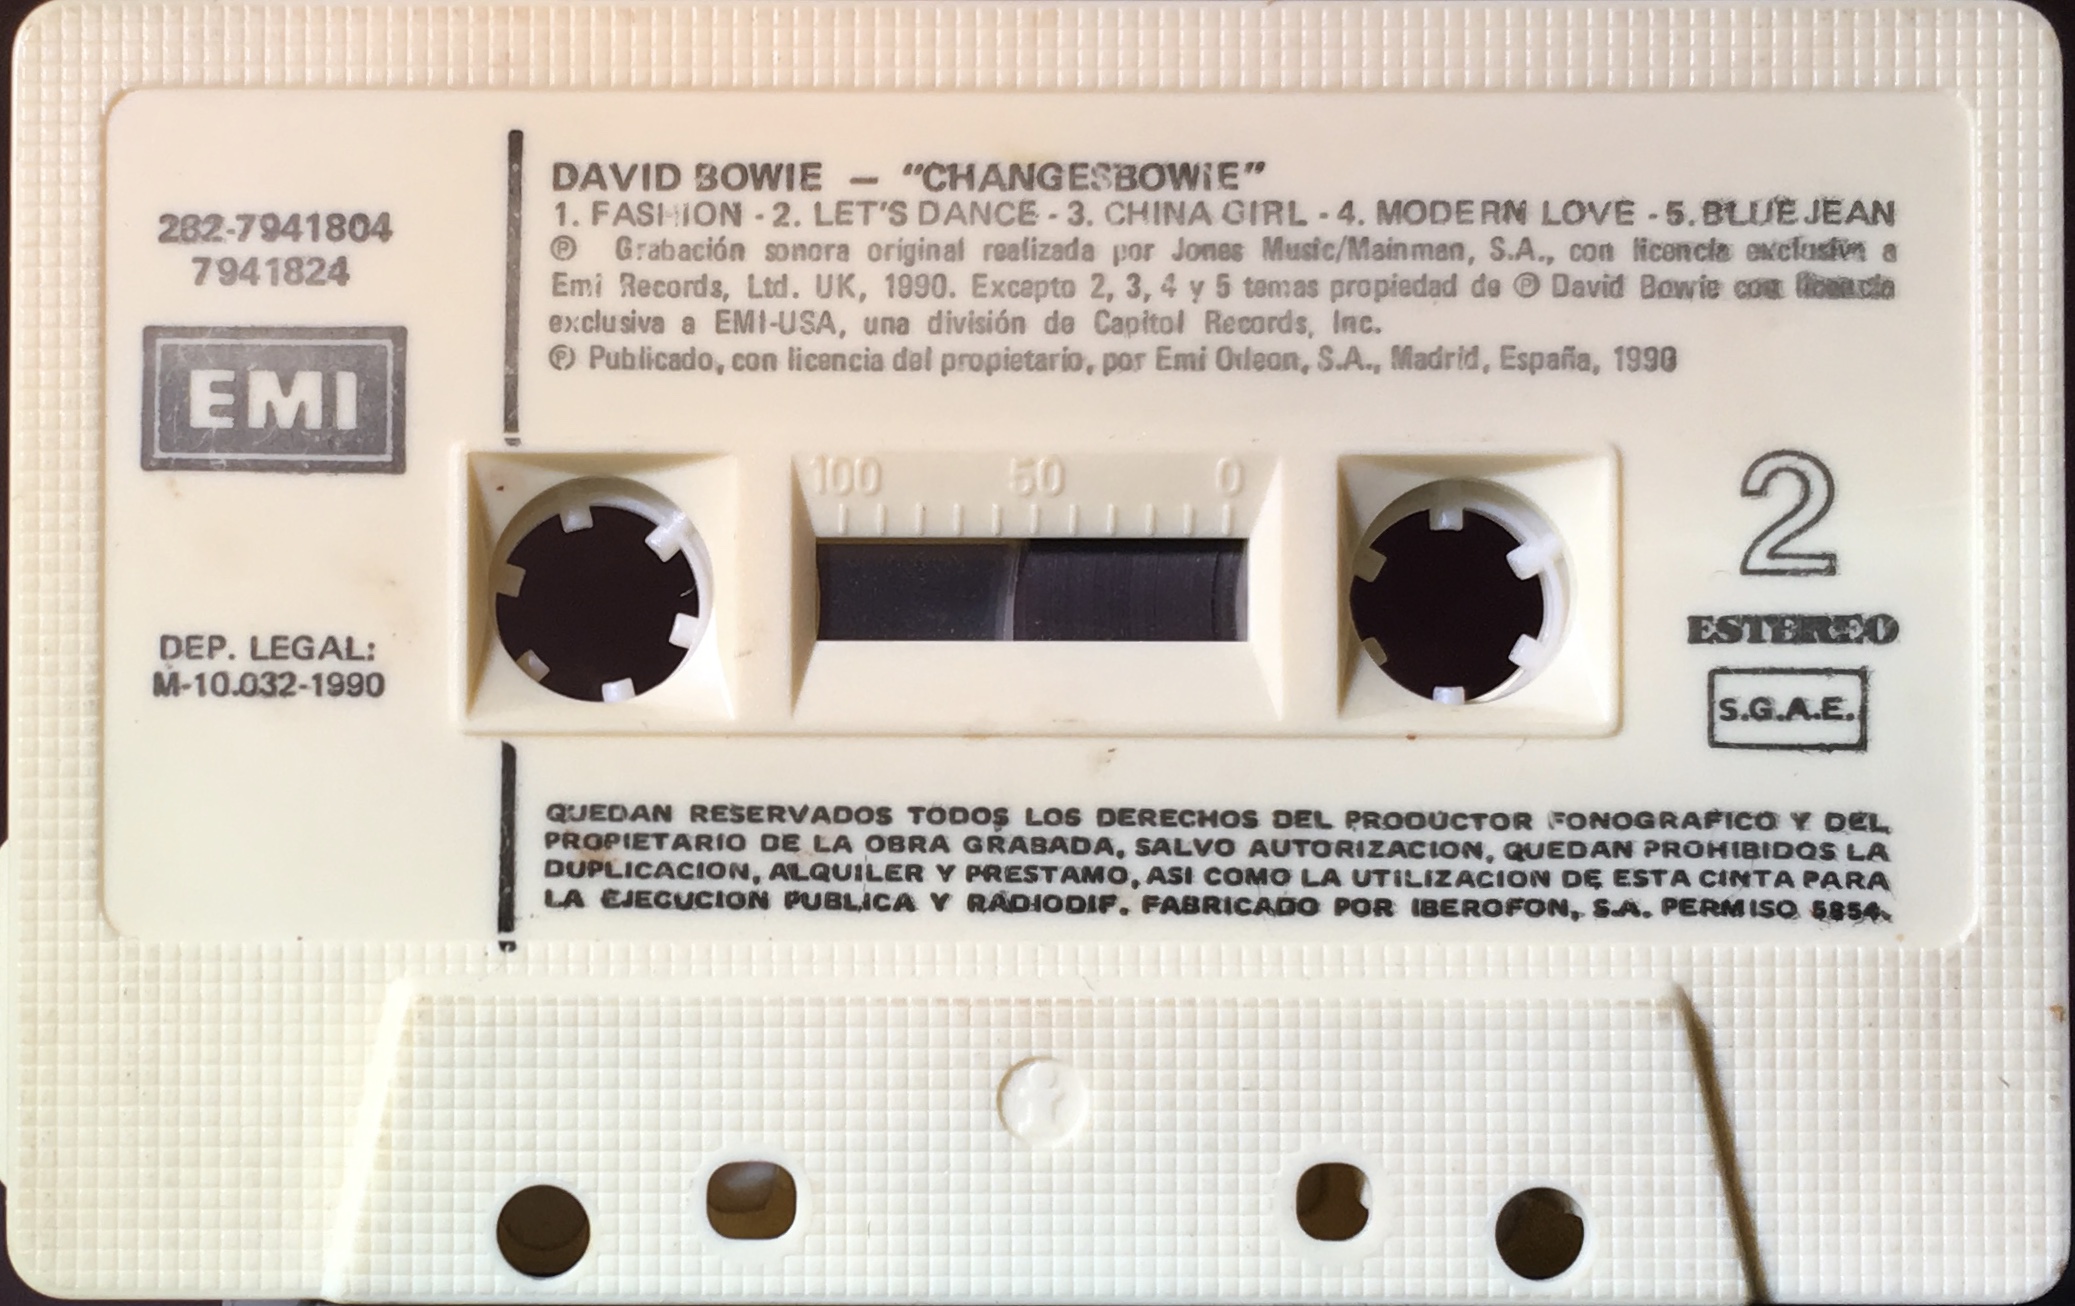 DAVID BOWIE — "CHANGESBOWIE"
1. FASHION - 2. LET'S DANCE - 3. CHINA GIRL - 4. MODERN LOVE - 5. BLUE JEAN
Ⓟ Grabación sonora original realizada por Jones Music/Mainman, S.A., con licencia exclusiva a
Emi Records, Ltd. UK, 1990. Excepto 2, 3, 4 y 5 temas propiedad de Ⓟ David Bowie con licencia
exclusiva a EMI-USA, una división de Capitol Records, Inc.
Ⓟ Publicado, con licencia del propietario, por Emi Odeon, S.A., Madrid, España, 1990
282-7941804
7941824
EMI
100 50 0
2
ESTEREO
S.G.A.E.
DEP. LEGAL:
M-10.032-1990
QUEDAN RESERVADOS TODOS LOS DERECHOS DEL PRODUCTOR FONOGRAFICO Y DEL
PROPIETARIO DE LA OBRA GRABADA, SALVO AUTORIZACION, QUEDAN PROHIBIDOS LA
DUPLICACION, ALQUILER Y PRESTAMO, ASI COMO LA UTILIZACION DE ESTA CINTA PARA
LA EJECUCION PUBLICA Y RADIODIF. FABRICADO POR IBEROFON, S.A. PERMISO